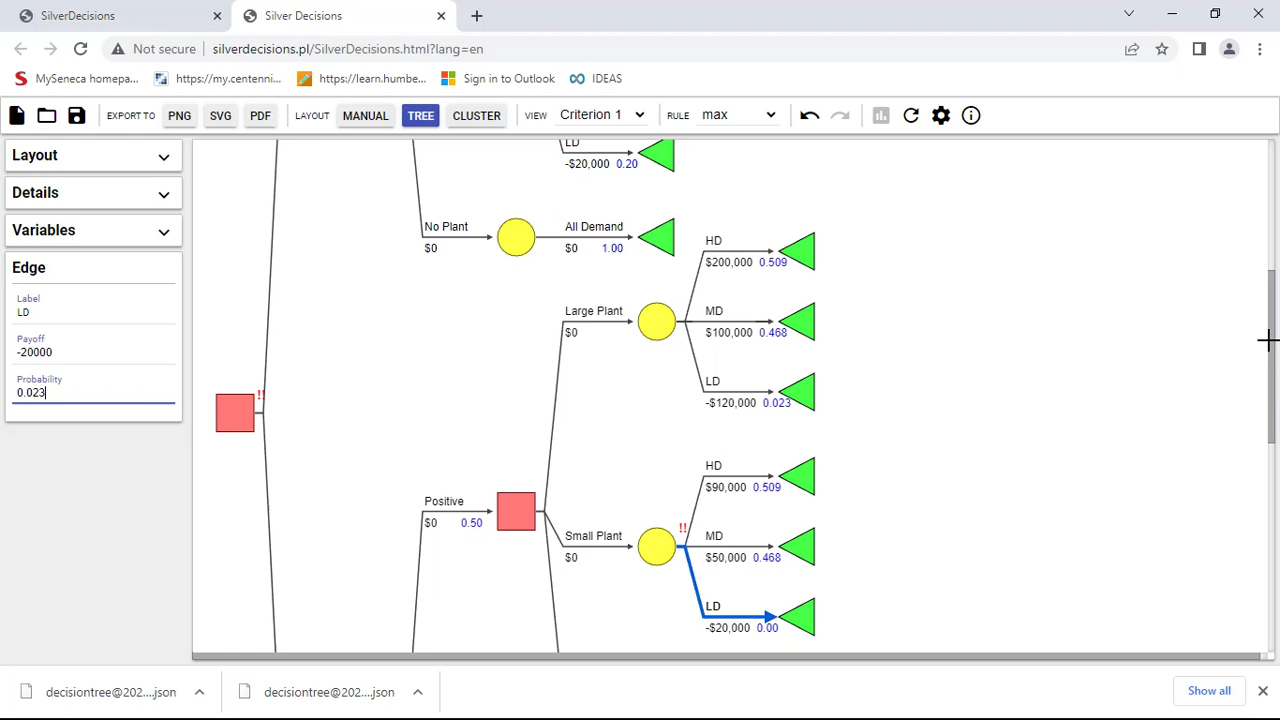 SilverDecisions
Silver Decisions
Not secure
silverdecisions.pl/SilverDecisions.html?lang=en
MySeneca homepa...
https://my.centenni...
https://learn.humbe...
Sign in to Outlook
IDEAS
EXPORT TO
PNG
SVG
PDF
LAYOUT
MANUAL
TREE
CLUSTER
VIEW
Criterion 1
RULE
max
Layout
Details
Variables
Edge
Label
LD
Payoff
-20000
Probability
0.023
LD
-$20,000 0.20
No Plant
$0
All Demand
$0 1.00
HD
$200,000 0.509
Large Plant
$0
MD
$100,000 0.468
LD
-$120,000 0.023
!!
HD
$90,000 0.509
Positive
$0 0.50
Small Plant
$0
!!
MD
$50,000 0.468
LD
-$20,000 0.00
decisiontree@202....json
decisiontree@202....json
Show all